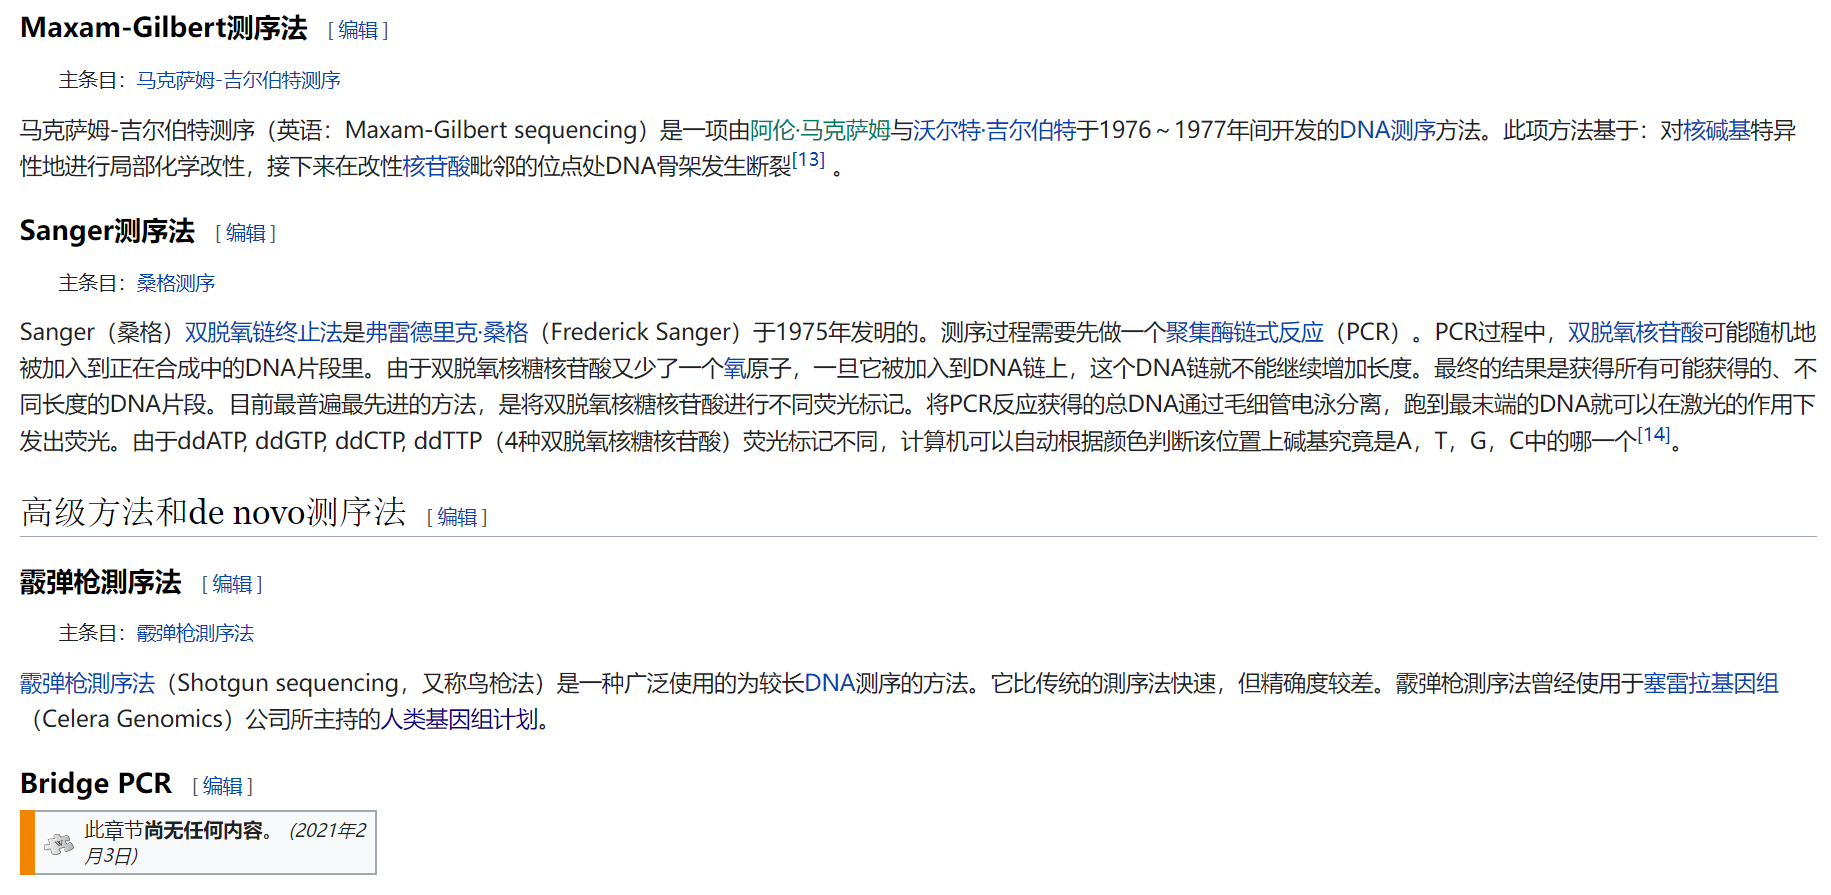 Maxam-Gilbert测序法 [编辑]
主条目：马克萨姆-吉尔伯特测序
马克萨姆-吉尔伯特测序（英语：Maxam-Gilbert sequencing）是一项由阿伦·马克萨姆与沃尔特·吉尔伯特于1976～1977年间开发的DNA测序方法。此项方法基于：对核碱基特异
性地进行局部化学改性，接下来在改性核苷酸毗邻的位点处DNA骨架发生断裂[13] 。
Sanger测序法 [编辑]
主条目：桑格测序
Sanger（桑格）双脱氧链终止法是弗雷德里克·桑格（Frederick Sanger）于1975年发明的。测序过程需要先做一个聚集酶链式反应（PCR）。PCR过程中，双脱氧核苷酸可能随机地
被加入到正在合成中的DNA片段里。由于双脱氧核糖核苷酸又少了一个氧原子，一旦它被加入到DNA链上，这个DNA链就不能继续增加长度。最终的结果是获得所有可能获得的、不
同长度的DNA片段。目前最普遍最先进的方法，是将双脱氧核糖核苷酸进行不同荧光标记。将PCR反应获得的总DNA通过毛细管电泳分离，跑到最末端的DNA就可以在激光的作用下
发出荧光。由于ddATP, ddGTP, ddCTP, ddTTP（4种双脱氧核糖核苷酸）荧光标记不同，计算机可以自动根据颜色判断该位置上碱基究竟是A，T，G，C中的哪一个[14]。
高级方法和de novo测序法 [编辑]
霰弹枪測序法 [编辑]
主条目：霰弹枪測序法
霰弹枪測序法（Shotgun sequencing，又称鸟枪法）是一种广泛使用的为较长DNA测序的方法。它比传统的測序法快速，但精确度较差。霰弹枪測序法曾经使用于塞雷拉基因组
（Celera Genomics）公司所主持的人类基因组计划。
Bridge PCR [编辑]
此章节尚无任何内容。 (2021年2
月3日)